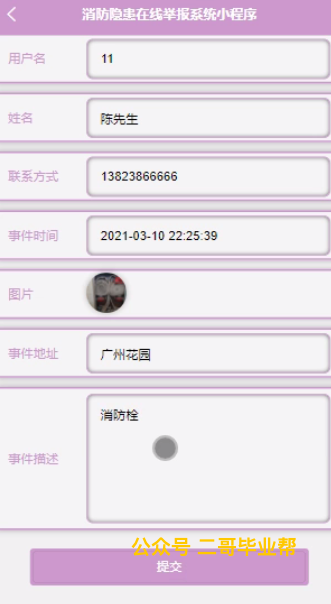 消防隐患在线举报系统小程序
用户名 11
姓名 陈先生
联系方式 13823866666
事件时间 2021-03-10 22:25:39
图片
事件地址 广州花园
消防栓
事件描述
公众号 二哥毕业帮
提交